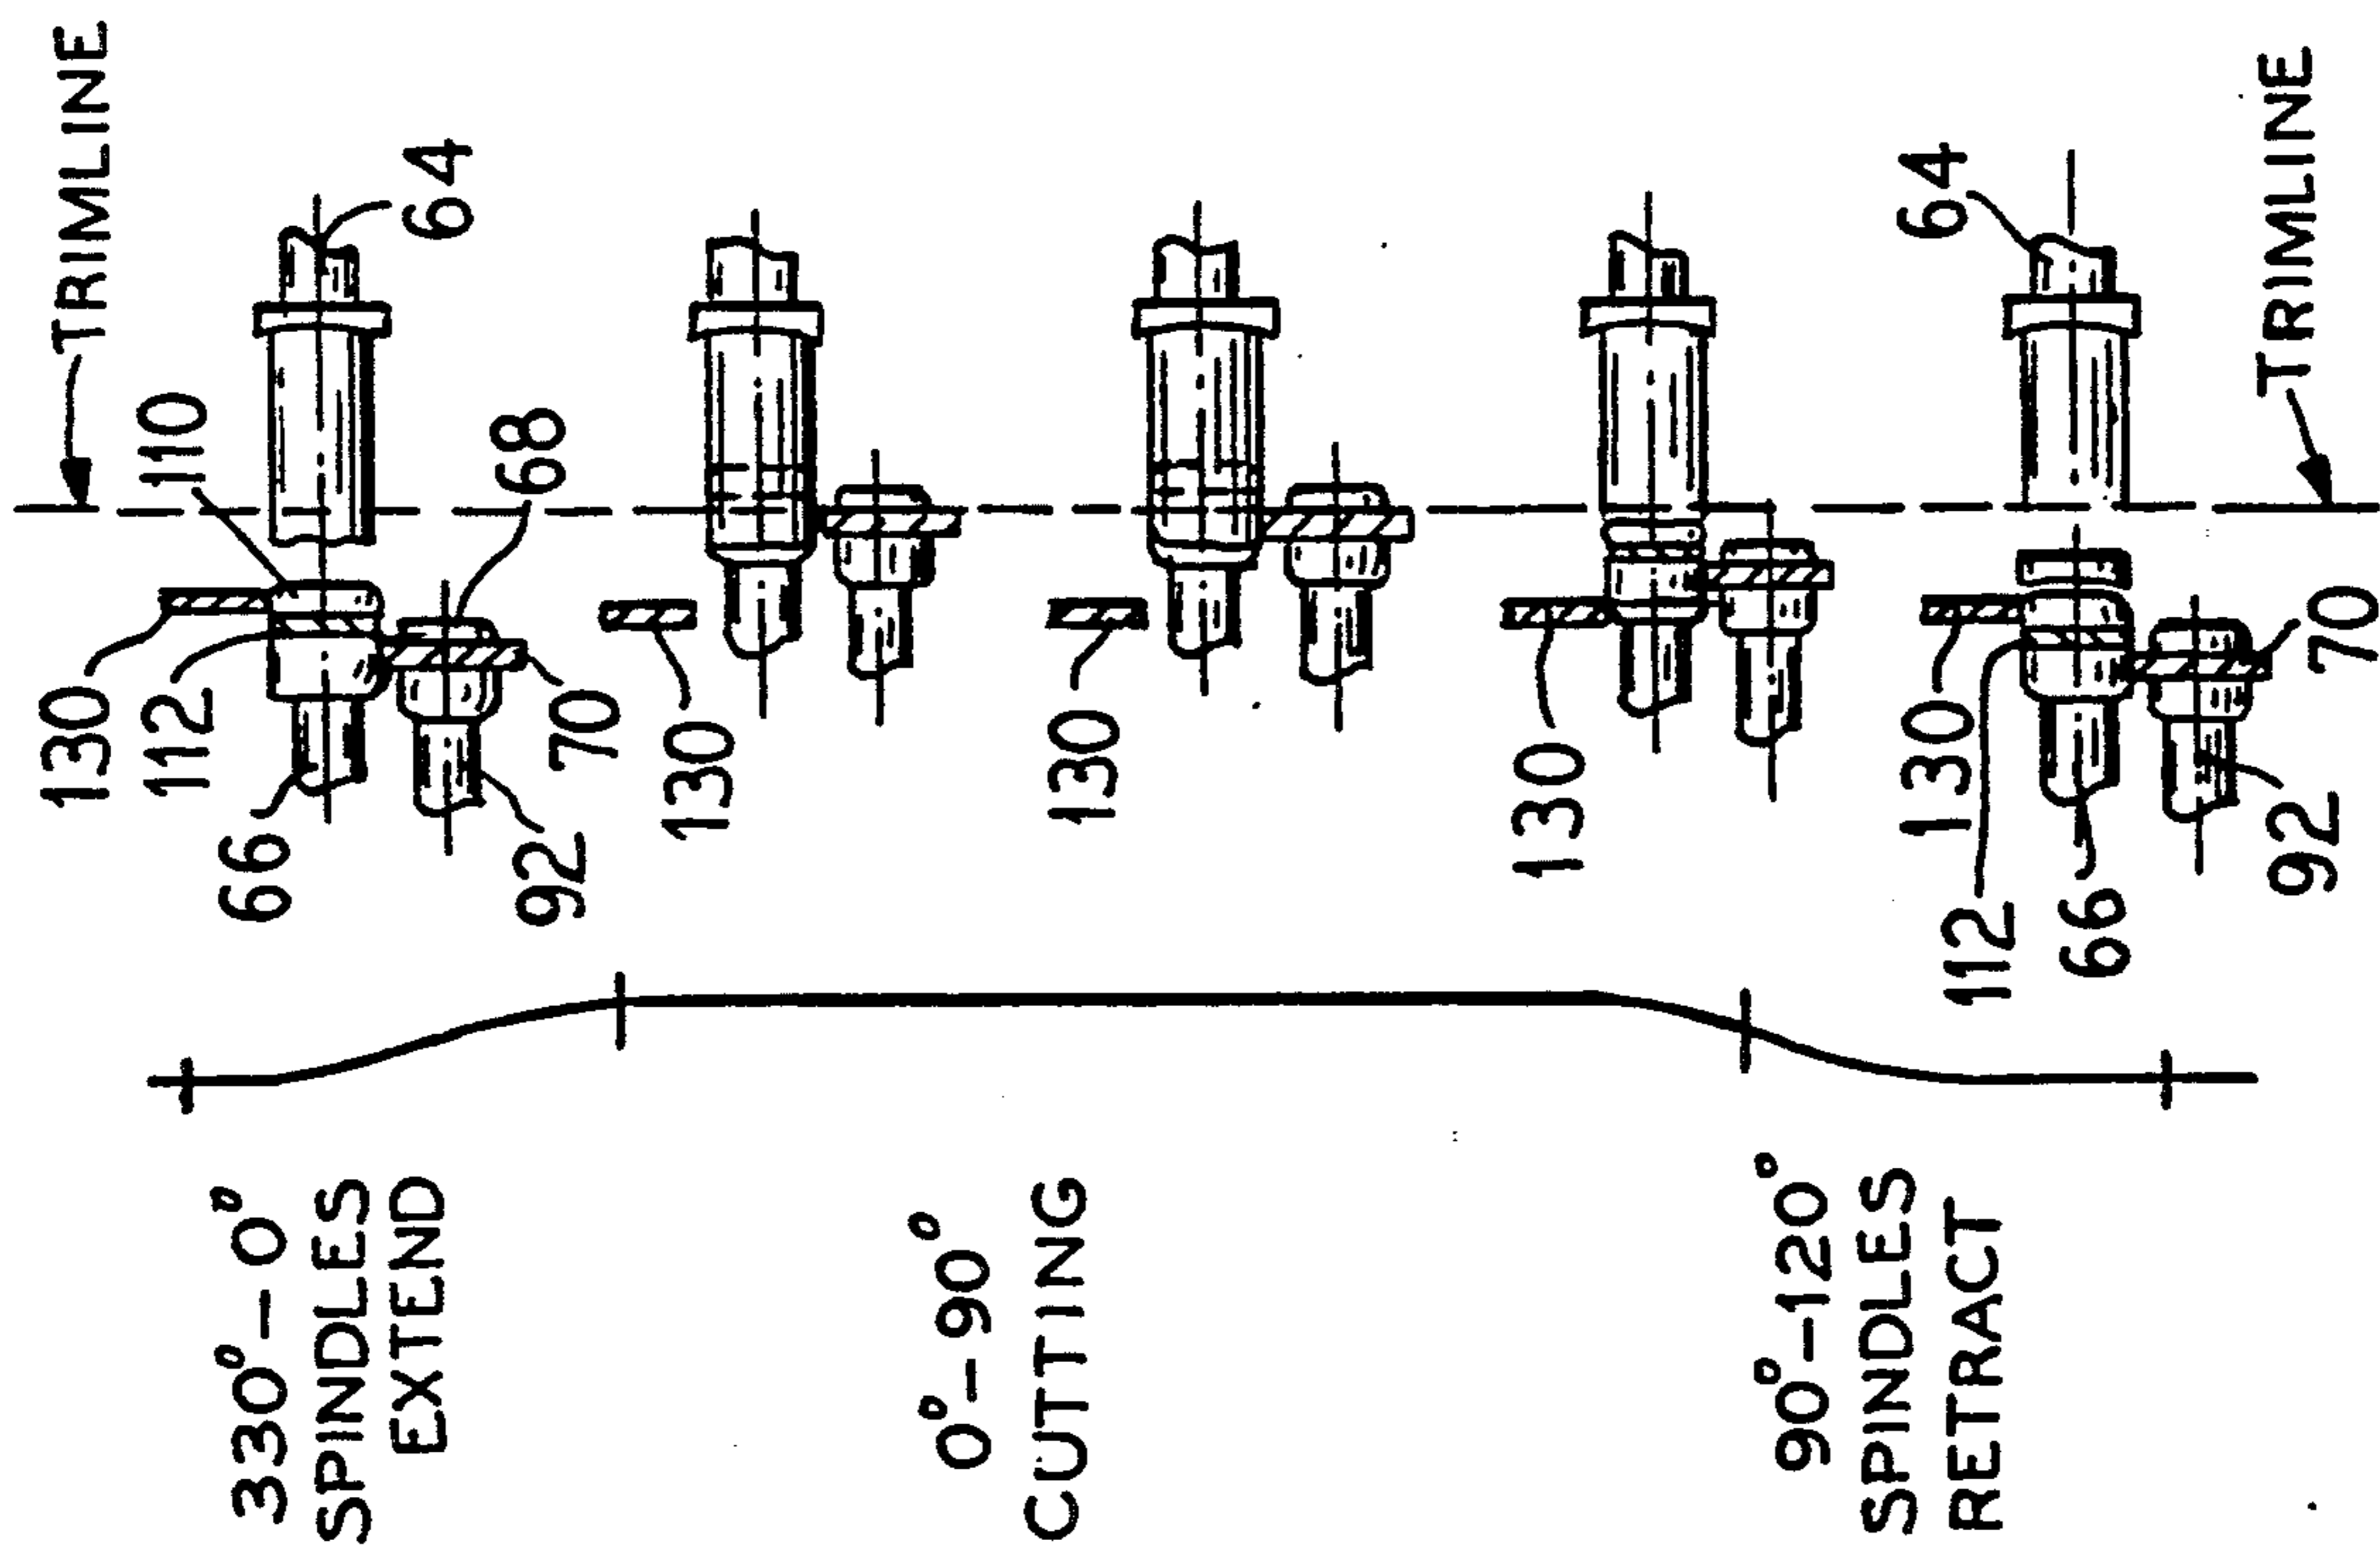 130
TRIMLINE
112
110
330°–0°
SPINDLES
EXTEND
66
64
92
68
70
130
0°–90°
CUTTING
130
130
90°–120°
SPINDLES
RETRACT
130
64
112
66
TRIMLINE
92
70